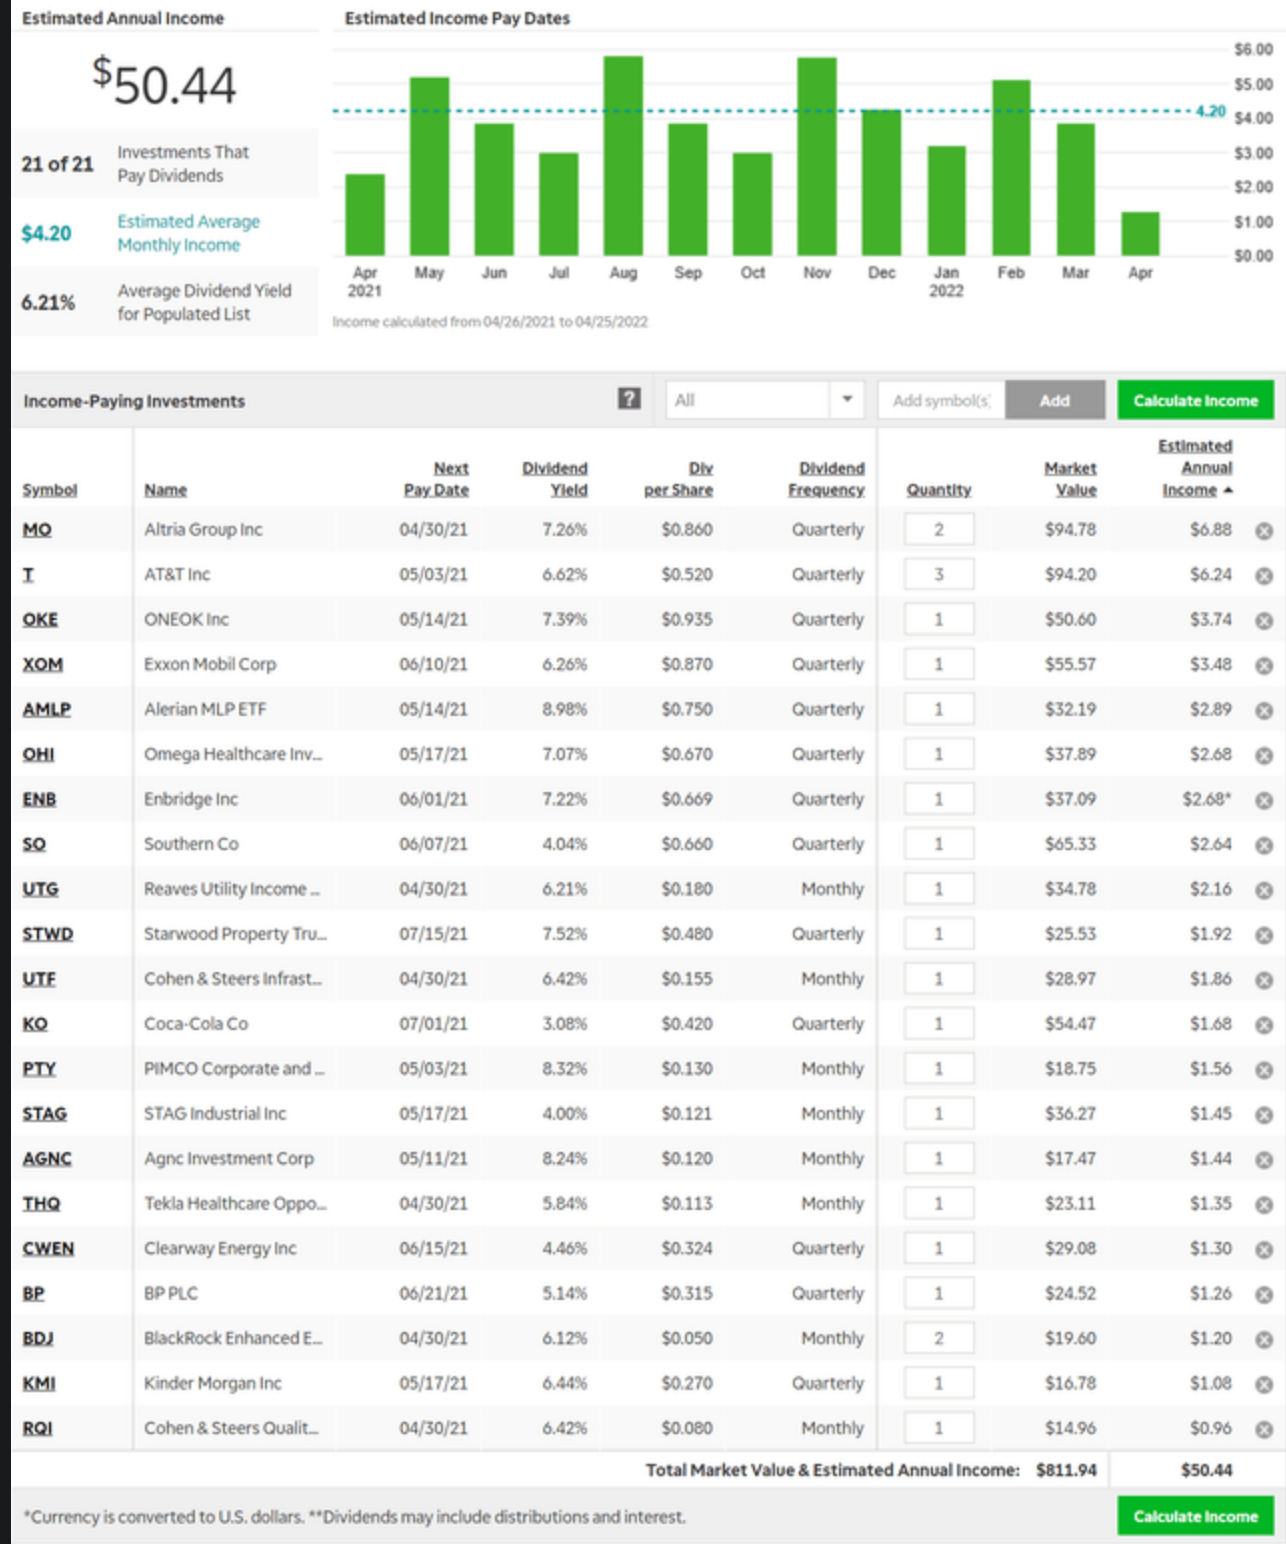 Estimated Annual Income
$50.44
21 of 21 Investments That Pay Dividends
$4.20 Estimated Average Monthly Income
6.21% Average Dividend Yield for Populated List
Estimated Income Pay Dates
$6.00
$5.00
4.20 $4.00
$3.00
$2.00
$1.00
$0.00
Apr May Jun Jul Aug Sep Oct Nov Dec Jan Feb Mar Apr
2021 2022
Income calculated from 04/26/2021 to 04/25/2022
Income-Paying Investments ? All Add symbol(s) Add Calculate Income
Symbol Name Next Pay Date Dividend Yield Div per Share Dividend Frequency Quantity Market Value Estimated Annual Income
MO Altria Group Inc 04/30/21 7.26% $0.860 Quarterly 2 $94.78 $6.88
T AT&T Inc 05/03/21 6.62% $0.520 Quarterly 3 $94.20 $6.24
OKE ONEOK Inc 05/14/21 7.39% $0.935 Quarterly 1 $50.60 $3.74
XOM Exxon Mobil Corp 06/10/21 6.26% $0.870 Quarterly 1 $55.57 $3.48
AMLP Alerian MLP ETF 05/14/21 8.98% $0.750 Quarterly 1 $32.19 $2.89
OHI Omega Healthcare Inv... 05/17/21 7.07% $0.670 Quarterly 1 $37.89 $2.68
ENB Enbridge Inc 06/01/21 7.22% $0.669 Quarterly 1 $37.09 $2.68*
SO Southern Co 06/07/21 4.04% $0.660 Quarterly 1 $65.33 $2.64
UTG Reaves Utility Income ... 04/30/21 6.21% $0.180 Monthly 1 $34.78 $2.16
STWD Starwood Property Tru... 07/15/21 7.52% $0.480 Quarterly 1 $25.53 $1.92
UTF Cohen & Steers Infrast... 04/30/21 6.42% $0.155 Monthly 1 $28.97 $1.86
KO Coca-Cola Co 07/01/21 3.08% $0.420 Quarterly 1 $54.47 $1.68
PTY PIMCO Corporate and ... 05/03/21 8.32% $0.130 Monthly 1 $18.75 $1.56
STAG STAG Industrial Inc 05/17/21 4.00% $0.121 Monthly 1 $36.27 $1.45
AGNC Agnc Investment Corp 05/11/21 8.24% $0.120 Monthly 1 $17.47 $1.44
THQ Tekla Healthcare Oppo... 04/30/21 5.84% $0.113 Monthly 1 $23.11 $1.35
CWEN Clearway Energy Inc 06/15/21 4.46% $0.324 Quarterly 1 $29.08 $1.30
BP BP PLC 06/21/21 5.14% $0.315 Quarterly 1 $24.52 $1.26
BDJ BlackRock Enhanced E... 04/30/21 6.12% $0.050 Monthly 2 $19.60 $1.20
KMI Kinder Morgan Inc 05/17/21 6.44% $0.270 Quarterly 1 $16.78 $1.08
RQI Cohen & Steers Qualit... 04/30/21 6.42% $0.080 Monthly 1 $14.96 $0.96
Total Market Value & Estimated Annual Income: $811.94 $50.44
*Currency is converted to U.S. dollars. **Dividends may include distributions and interest. Calculate Income